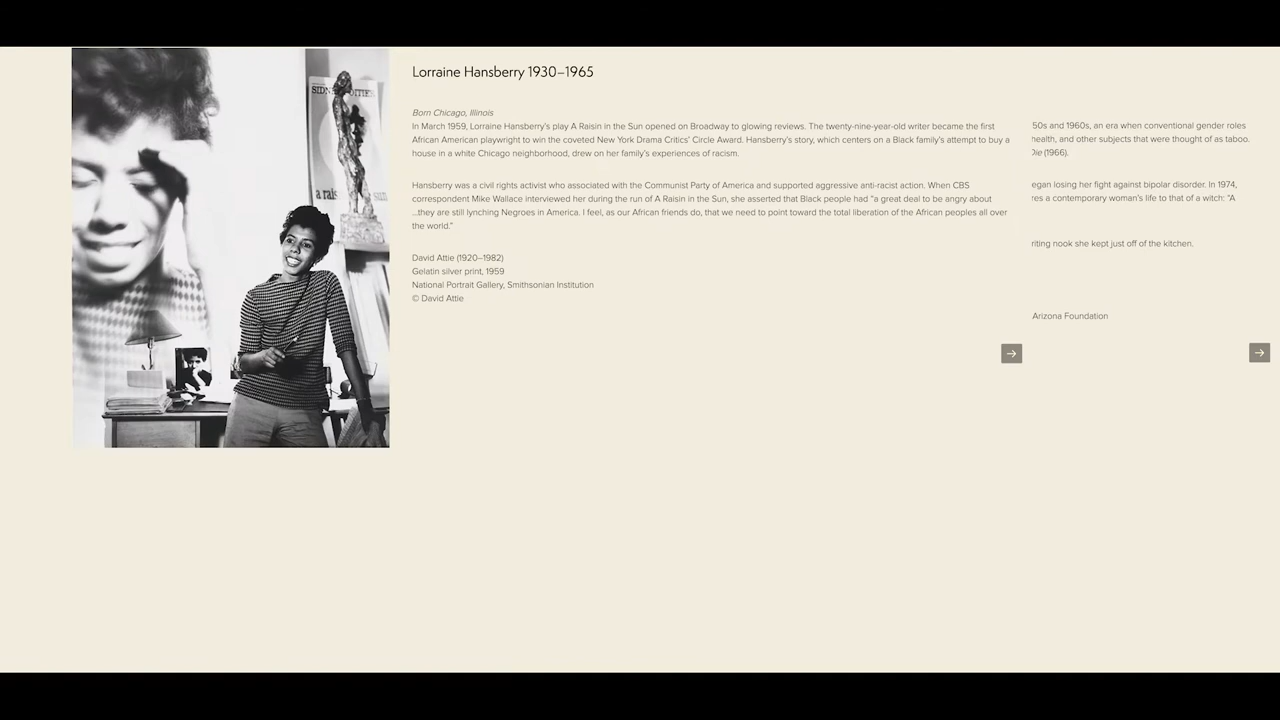 Lorraine Hansberry 1930–1965
Born Chicago, Illinois
In March 1959, Lorraine Hansberry's play A Raisin in the Sun opened on Broadway to glowing reviews. The twenty-nine-year-old writer became the first
African American playwright to win the coveted New York Drama Critics' Circle Award. Hansberry's story, which centers on a Black family's attempt to buy a
house in a white Chicago neighborhood, drew on her family's experiences of racism.
Hansberry was a civil rights activist who associated with the Communist Party of America and supported aggressive anti-racist action. When CBS
correspondent Mike Wallace interviewed her during the run of A Raisin in the Sun, she asserted that Black people had "a great deal to be angry about
...they are still lynching Negroes in America. I feel, as our African friends do, that we need to point toward the total liberation of the African peoples all over
the world."
David Attie (1920–1982)
Gelatin silver print, 1959
National Portrait Gallery, Smithsonian Institution
© David Attie
50s and 1960s, an era when conventional gender roles
health, and other subjects that were thought of as taboo.
Die (1966).
egan losing her fight against bipolar disorder. In 1974,
res a contemporary woman's life to that of a witch: "A
riting nook she kept just off of the kitchen.
Arizona Foundation
SIDN
OITIE
a rais